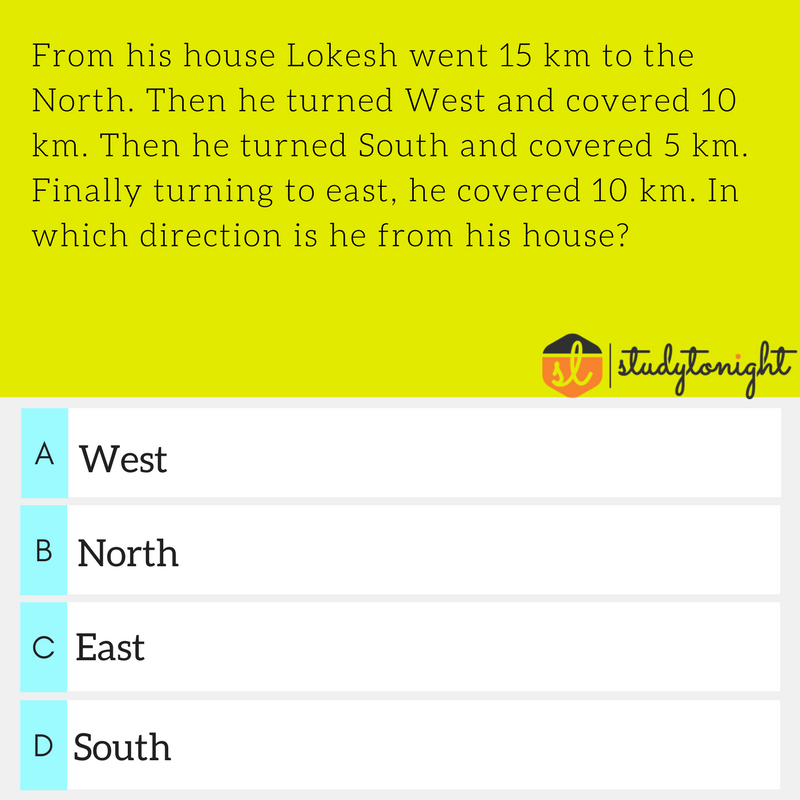 From his house Lokesh went 15 km to the
North. Then he turned West and covered 10
km. Then he turned South and covered 5 km.
Finally turning to east, he covered 10 km. In
which direction is he from his house?
sl studytonight
A West
B North
C East
D South